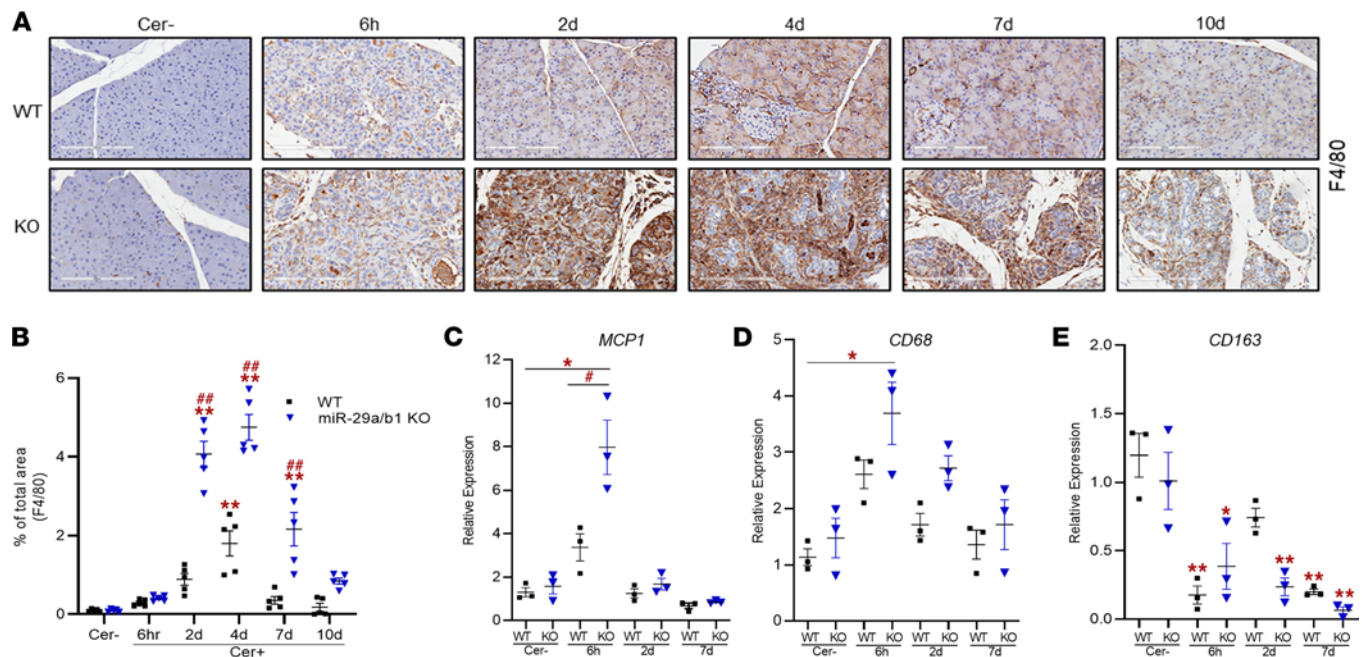 A
Cer- 6h 2d 4d 7d 10d
WT
KO
F4/80
B
% of total area
(F4/80)
6
4
2
0
##
**
##
**
**
##
**
WT
miR-29a/b1 KO
Cer- 6hr 2d 4d 7d 10d
Cer+
C
MCP1
Relative Expression
12
10
8
6
4
2
0
*
#
WT KO WT KO WT KO WT KO
Cer- 6h 2d 7d
D
CD68
Relative Expression
5
4
3
2
1
0
*
WT KO WT KO WT KO WT KO
Cer- 6h 2d 7d
E
CD163
Relative Expression
2.0
1.5
1.0
0.5
0.0
**
*
**
**
**
WT KO WT KO WT KO WT KO
Cer- 6h 2d 7d